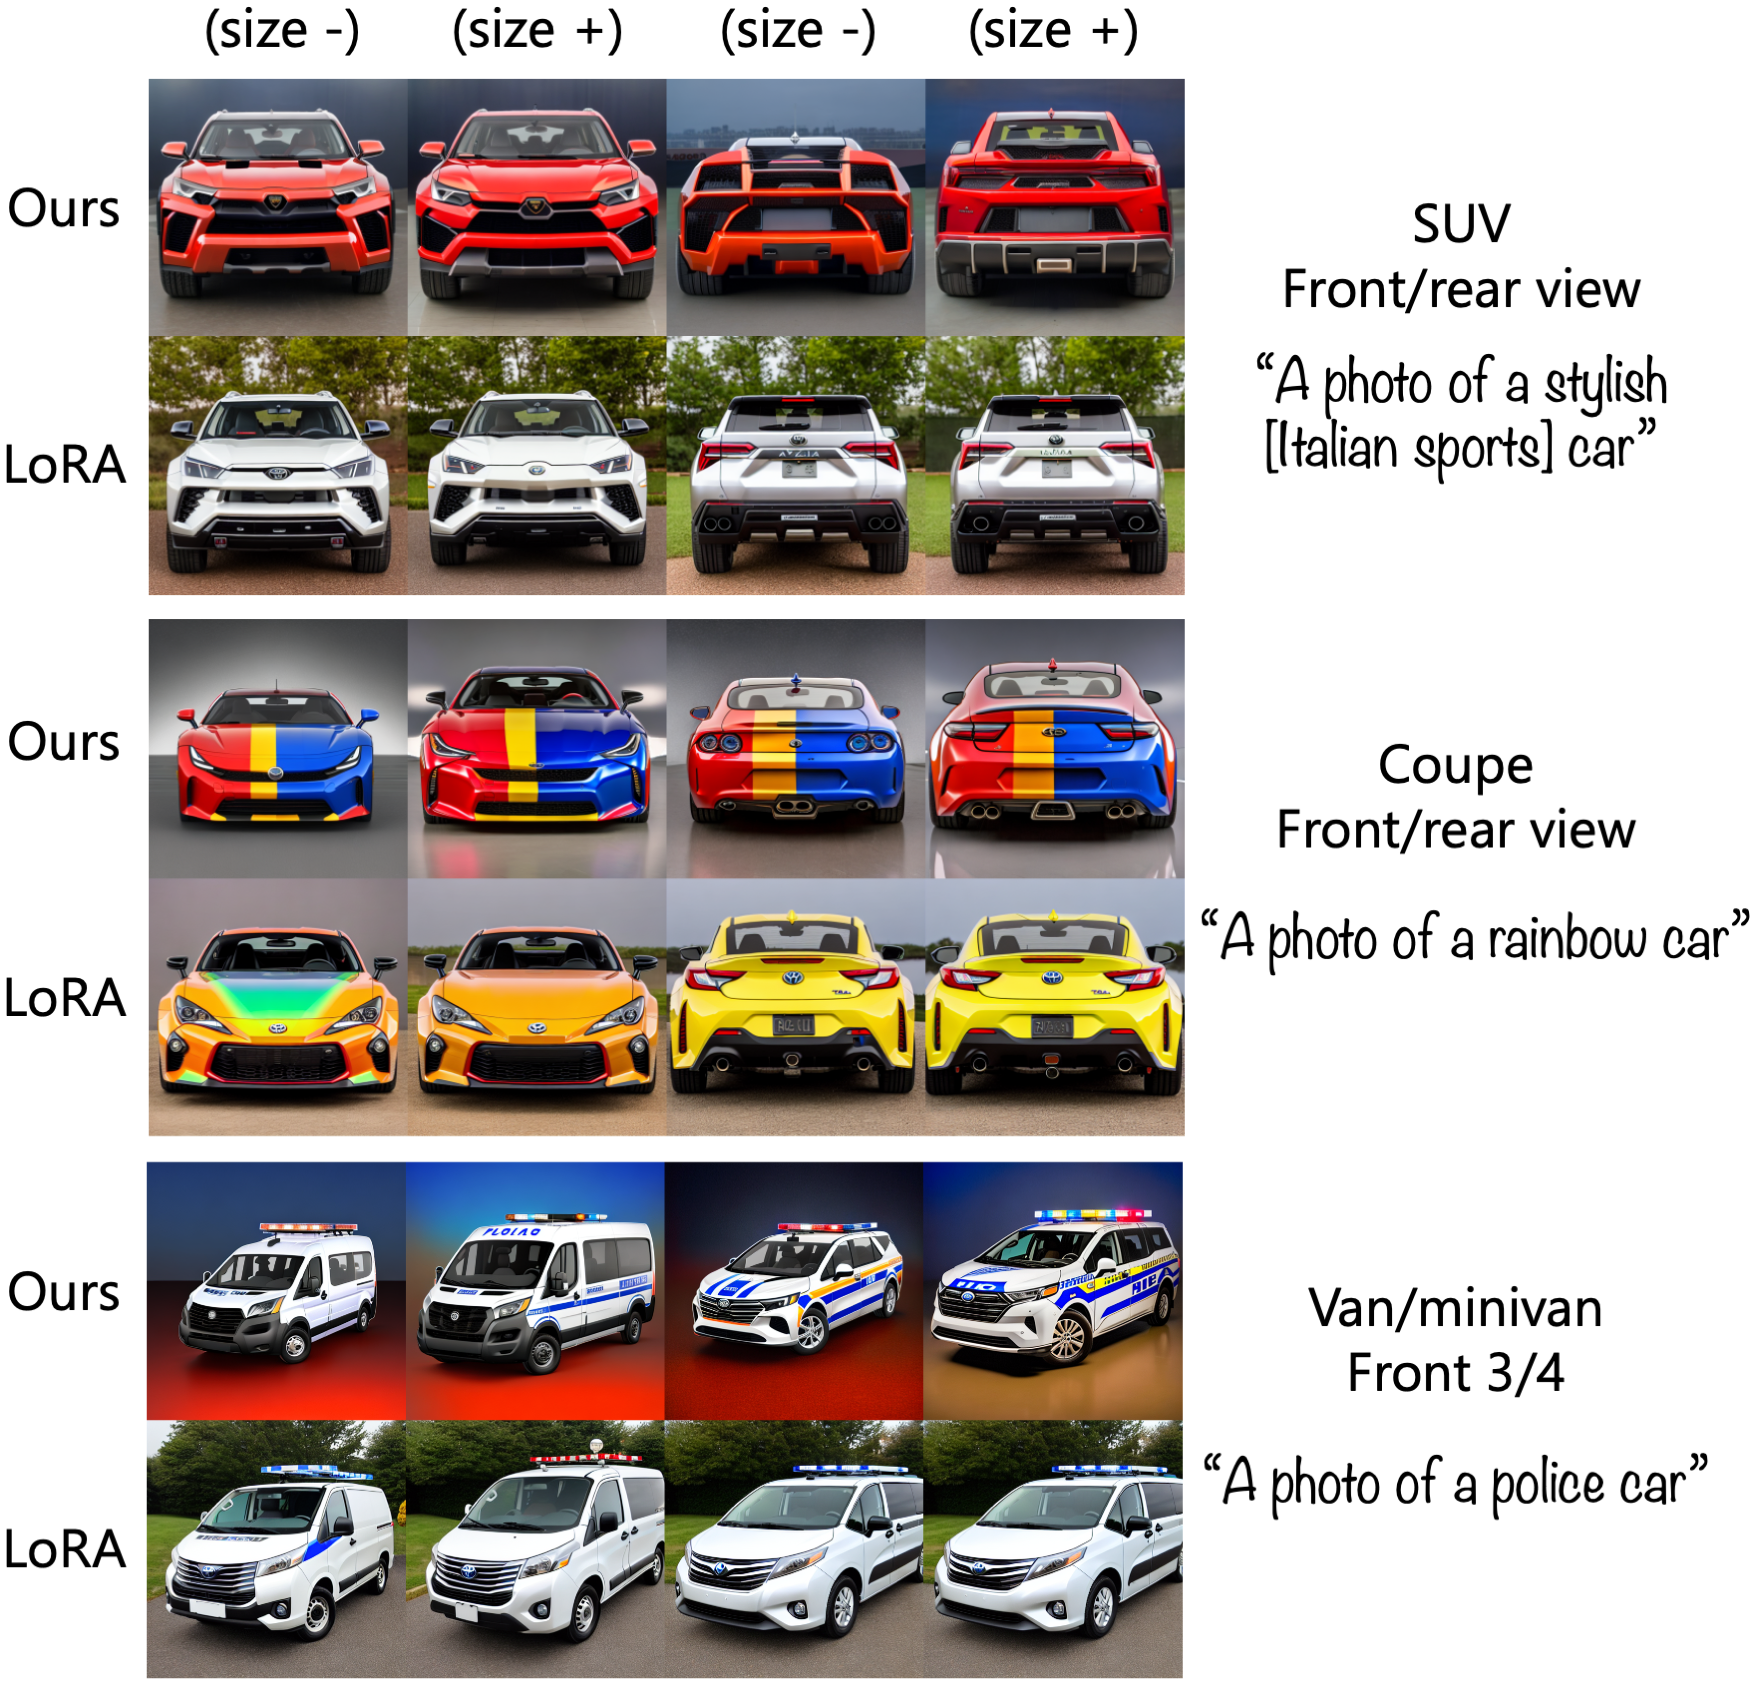 (size -) (size +) (size -) (size +)
Ours
LoRA
SUV
Front/rear view
“A photo of a stylish
[Italian sports] car”
Ours
LoRA
Coupe
Front/rear view
“A photo of a rainbow car”
Ours
PLOIAO
LoRA
Van/minivan
Front 3/4
“A photo of a police car”